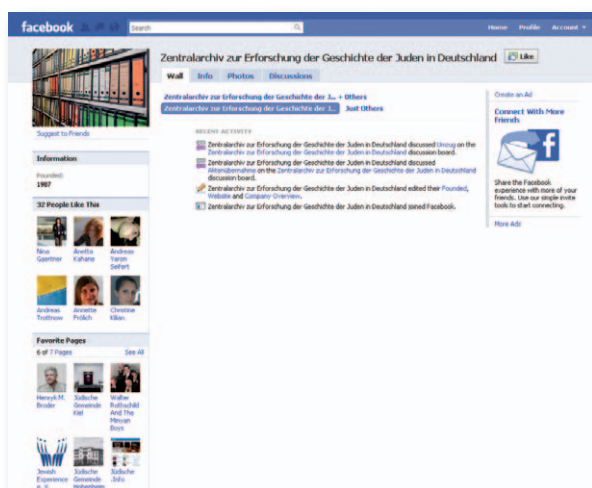 facebook
Search
Home Profile Account
Zentralarchiv zur Erforschung der Geschichte der Juden in Deutschland
Like
Wall Info Photos Discussions
Zentralarchiv zur Erforschung der Geschichte der J... + Others
Zentralarchiv zur Erforschung der Geschichte der J... Just Others
RECENT ACTIVITY
Zentralarchiv zur Erforschung der Geschichte der Juden in Deutschland discussed Umzug on the
Zentralarchiv zur Erforschung der Geschichte der Juden in Deutschland discussion board.
Zentralarchiv zur Erforschung der Geschichte der Juden in Deutschland discussed
Aktenübernahme on the Zentralarchiv zur Erforschung der Geschichte der Juden in Deutschland
discussion board.
Zentralarchiv zur Erforschung der Geschichte der Juden in Deutschland edited their Founded,
Website and Company Overview.
Zentralarchiv zur Erforschung der Geschichte der Juden in Deutschland joined Facebook.
Create an Ad
Connect With More
Friends
Share the Facebook
experience with more of your
friends. Use our simple invite
tools to start connecting.
More Ads
Suggest to Friends
Information
Founded:
1987
32 People Like This
Nina
Gaertner
Anetta
Kahane
Andreas
Yaron
Seifert
Andreas
Trottnow
Annette
Frölich
Christine
Kilian
Favorite Pages
6 of 7 Pages See All
Henryk M.
Broder
Jüdische
Gemeinde
Kiel
Walter
Rothschild
And The
Minyan
Boys
Jewish
Experience
e. V.
Jüdische
Gemeinde
Jüdische
.Info